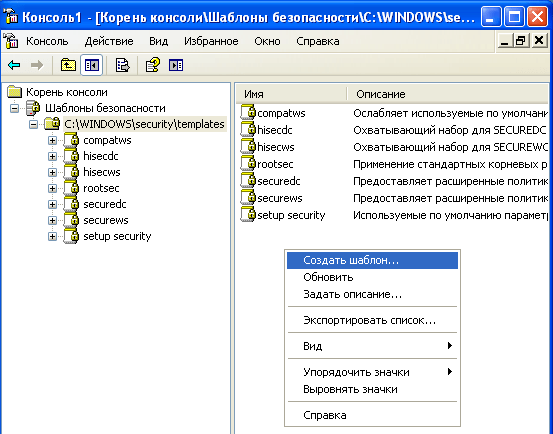 Консоль1 - [Корень консоли\Шаблоны безопасности\C:\WINDOWS\se...
Консоль Действие Вид Избранное Окно Справка
Корень консоли
Шаблоны безопасности
C:\WINDOWS\security\templates
compatws
hisecdc
hisecws
rootsec
securedc
securews
setup security
Имя Описание
compatws Ослабляет используемые по умолчан
hisecdc Охватывающий набор для SECUREDC
hisecws Охватывающий набор для SECUREWC
rootsec Применение стандартных корневых р
securedc Предоставляет расширенные политик
securews Предоставляет расширенные политик
setup security Используемые по умолчанию парамет
Создать шаблон...
Обновить
Задать описание...
Экспортировать список...
Вид
Упорядочить значки
Выровнять значки
Справка